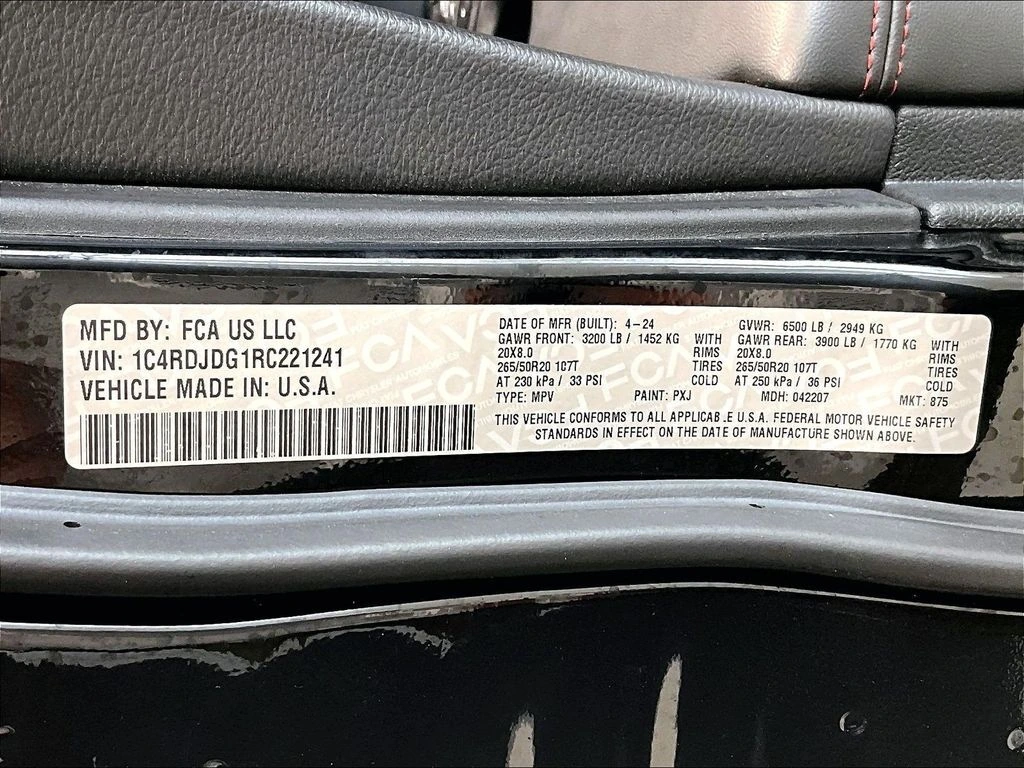 MFD BY: FCA US LLC
VIN: 1C4RDJDG1RC221241
VEHICLE MADE IN: U.S.A.
DATE OF MFR (BUILT): 4-24
GAWR FRONT: 3200 LB / 1452 KG WITH
20X8.0 RIMS
265/50R20 107T TIRES
AT 230 kPa / 33 PSI COLD
TYPE: MPV PAINT: PXJ
GVWR: 6500 LB / 2949 KG
GAWR REAR: 3900 LB / 1770 KG WITH
20X8.0 RIMS
265/50R20 107T TIRES
AT 250 kPa / 36 PSI COLD
MDH: 042207 MKT: 875
THIS VEHICLE CONFORMS TO ALL APPLICAB.E U.S.A. FEDERAL MOTOR VEHICLE SAFETY
STANDARDS IN EFFECT ON THE DATE OF MANUFACTURE SHOWN ABOVE.